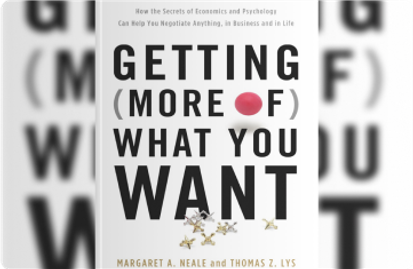 How the Secrets of Economics and Psychology
Can Help You Negotiate Anything, in Business and in Life
GETTING
(MORE OF)
WHAT YOU
WANT
MARGARET A. NEALE and THOMAS Z. LYS